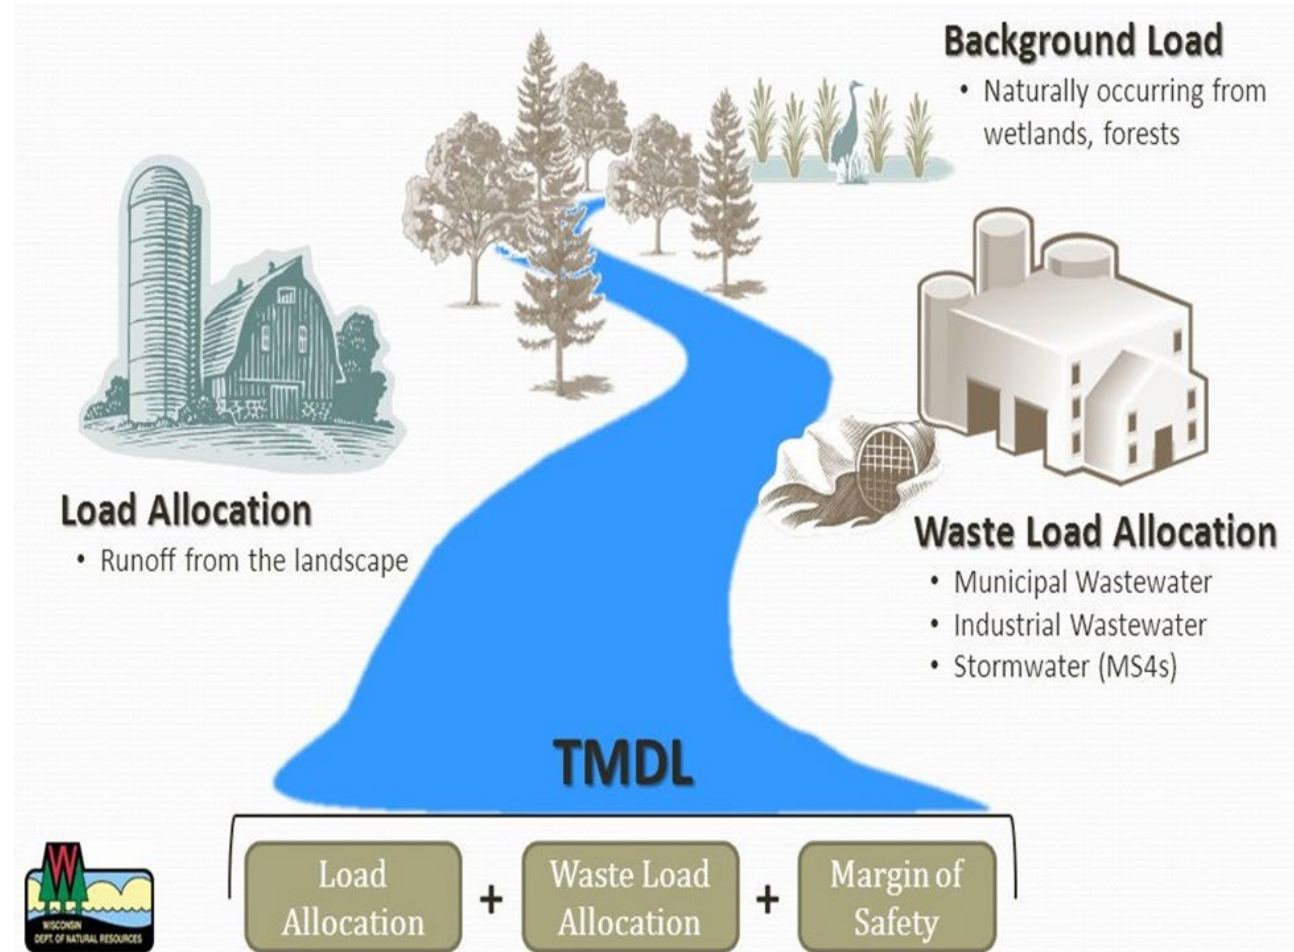 Background Load
• Naturally occurring from
wetlands, forests
Load Allocation
• Runoff from the landscape
Waste Load Allocation
• Municipal Wastewater
• Industrial Wastewater
• Stormwater (MS4s)
TMDL
Load
Allocation
+
Waste Load
Allocation
+
Margin of
Safety
W
WISCONSIN
DEPT. OF NATURAL RESOURCES